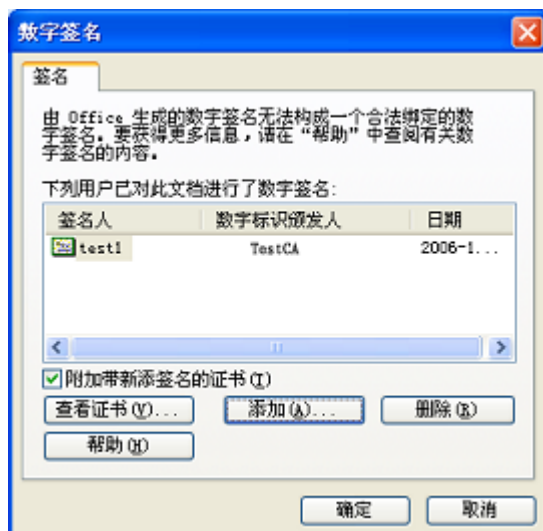 数字签名
签名
由 Office 生成的数字签名无法构成一个合法绑定的数
字签名。要获得更多信息，请在“帮助”中查阅有关数
字签名的内容。
下列用户已对此文档进行了数字签名:
签名人 数字标识颁发人 日期
test1 TestCA 2006-1...
附加带新添签名的证书(I)
查看证书(V)... 添加(A)... 删除(R)
帮助(H)
确定 取消